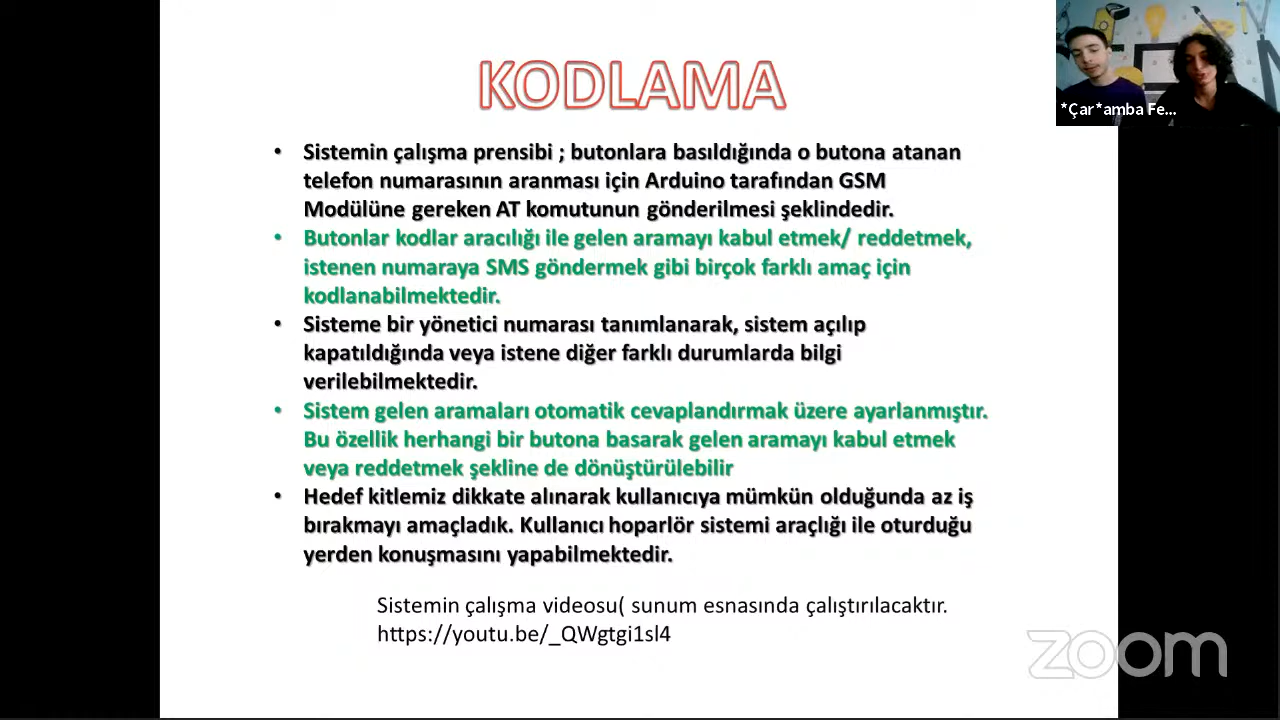 KODLAMA
• Sistemin çalışma prensibi ; butonlara basıldığında o butona atanan
telefon numarasının aranması için Arduino tarafından GSM
Modülüne gereken AT komutunun gönderilmesi şeklindedir.
• Butonlar kodlar aracılığı ile gelen aramayı kabul etmek/ reddetmek,
istenen numaraya SMS göndermek gibi birçok farklı amaç için
kodlanabilmektedir.
• Sisteme bir yönetici numarası tanımlanarak, sistem açılıp
kapatıldığında veya istene diğer farklı durumlarda bilgi
verilebilmektedir.
• Sistem gelen aramaları otomatik cevaplandırmak üzere ayarlanmıştır.
Bu özellik herhangi bir butona basarak gelen aramayı kabul etmek
veya reddetmek şekline de dönüştürülebilir
• Hedef kitlemiz dikkate alınarak kullanıcıya mümkün olduğunda az iş
bırakmayı amaçladık. Kullanıcı hoparlör sistemi araçlığı ile oturduğu
yerden konuşmasını yapabilmektedir.
Sistemin çalışma videosu( sunum esnasında çalıştırılacaktır.
https://youtu.be/_QWgtgi1sl4
*Çar*amba Fe...
zoom